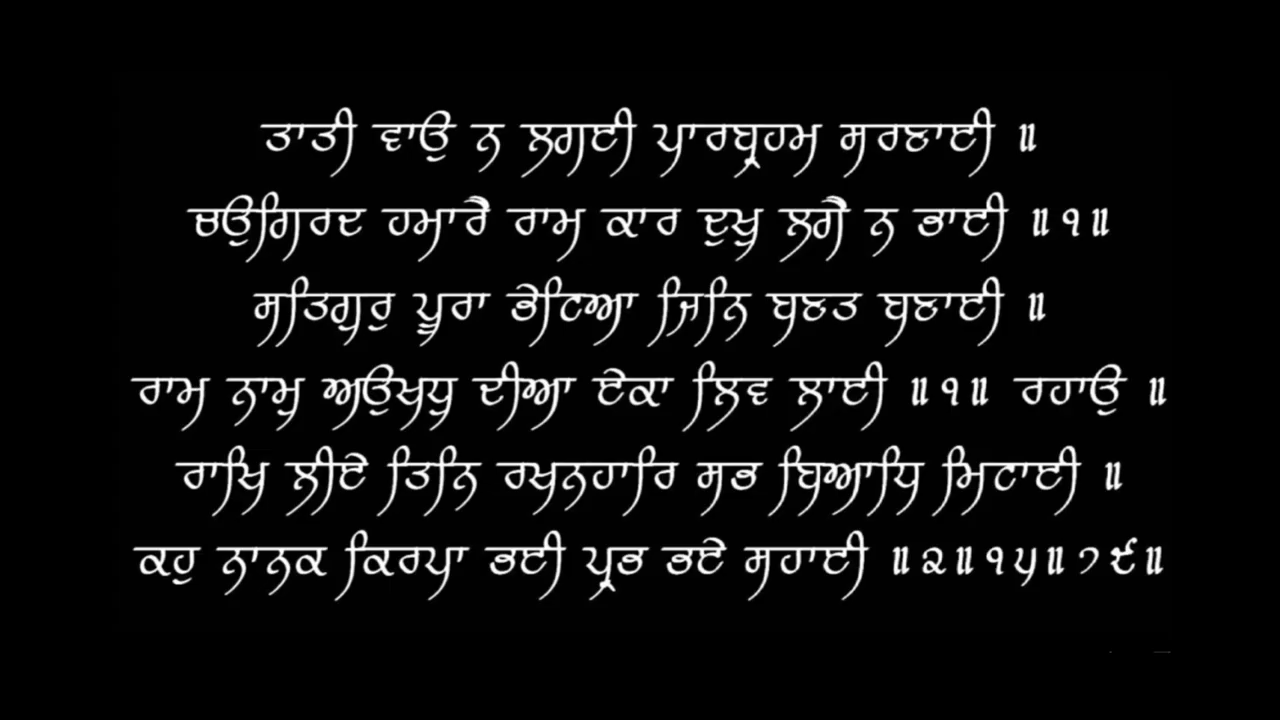 ਤਾਤੀ ਵਾਉ ਨ ਲਗਈ ਪਾਰਬ੍ਰਹਮ ਸਰਣਾਈ ॥
ਚਉਗਿਰਦ ਹਮਾਰੈ ਰਾਮ ਕਾਰ ਦੁਖੁ ਲਗੈ ਨ ਭਾਈ ॥੧॥
ਸਤਿਗੁਰੁ ਪੂਰਾ ਭੇਟਿਆ ਜਿਨਿ ਬਣਤ ਬਣਾਈ ॥
ਰਾਮ ਨਾਮੁ ਅਉਖਧੁ ਦੀਆ ਏਕਾ ਲਿਵ ਲਾਈ ॥੧॥ ਰਹਾਉ ॥
ਰਾਖਿ ਲੀਏ ਤਿਨਿ ਰਖਨਹਾਰਿ ਸਭ ਬਿਆਧਿ ਮਿਟਾਈ ॥
ਕਹੁ ਨਾਨਕ ਕਿਰਪਾ ਭਈ ਪ੍ਰਭ ਭਏ ਸਹਾਈ ॥੨॥੧੫॥੭੯॥